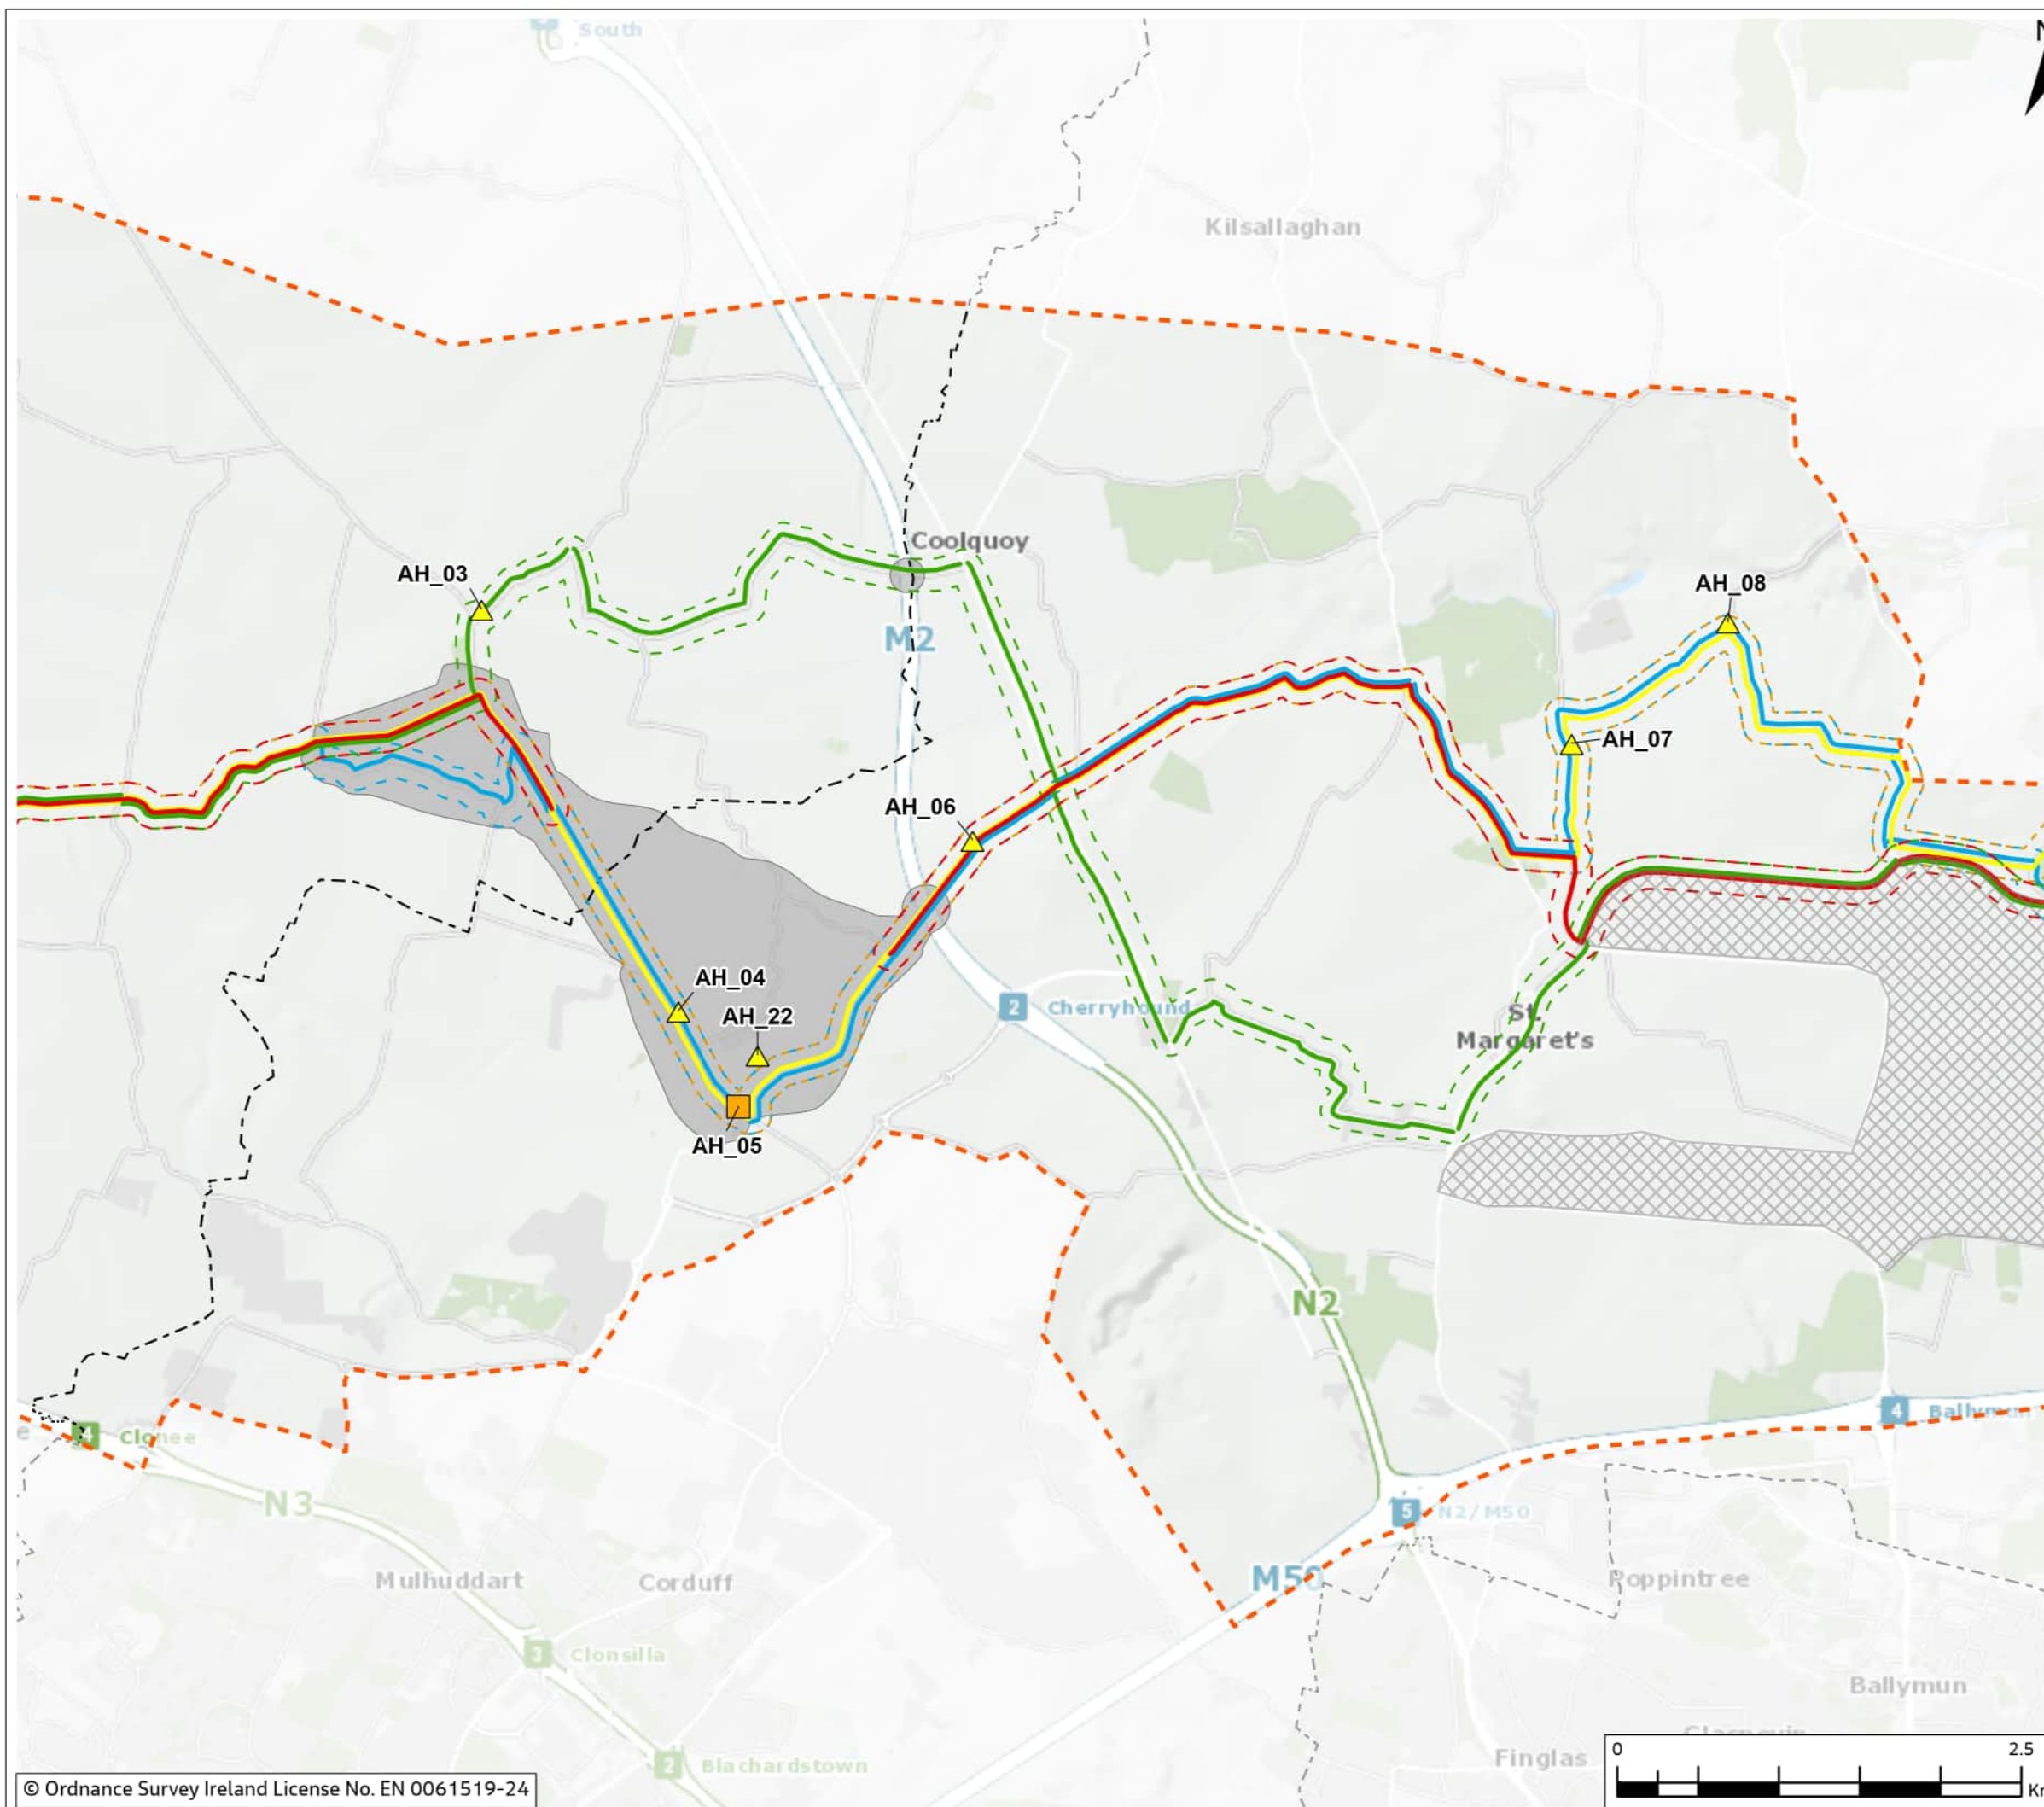 South
N
Kilsallaghan
Coolquoy
AH_03
AH_08
M2
AH_07
AH_06
AH_04
AH_22
2 Cherryhound
St.
Margaret's
AH_05
N2
4 Clonee
4
N3
5 N2/M50
M50
Mulhuddart
Corduff
Poppintree
3 Clonsilla
Ballymun
Finglas
2 Blachardstown
0 2.5
© Ordnance Survey Ireland License No. EN 0061519-24